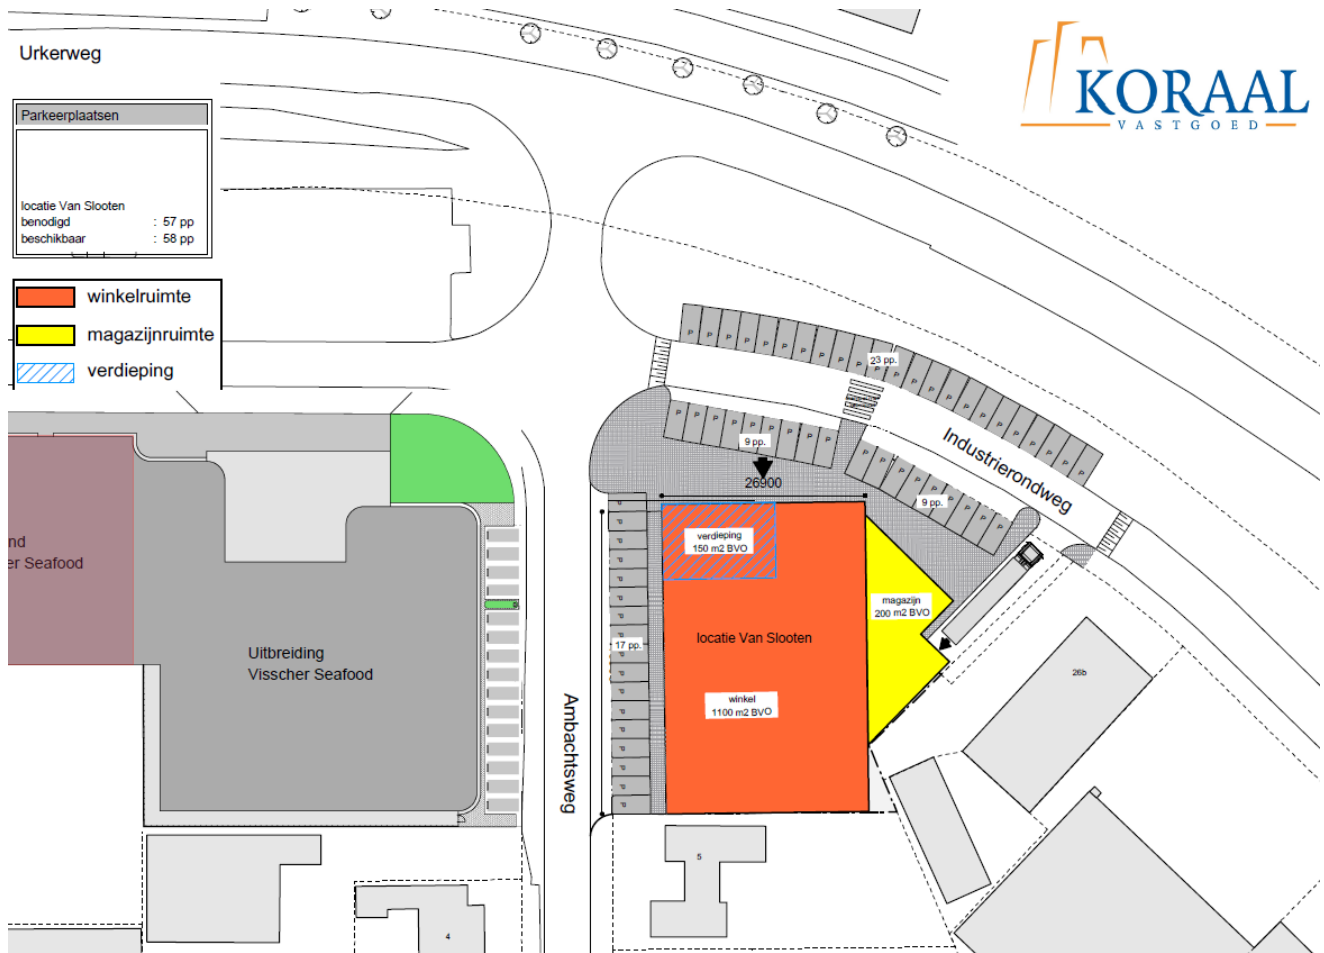 Urkerweg
KORAAL
VASTGOED
Parkeerplaatsen
locatie Van Slooten
benodigd : 57 pp
beschikbaar : 58 pp
winkelruimte
magazijnruimte
verdieping
23 pp.
9 pp.
Industrierondweg
26900
9 pp.
verdieping
150 m2 BVO
nd
er Seafood
magazijn
200 m2 BVO
locatie Van Slooten
17 pp.
Uitbreiding
Visscher Seafood
26b
winkel
1100 m2 BVO
Ambachtsweg
5
4